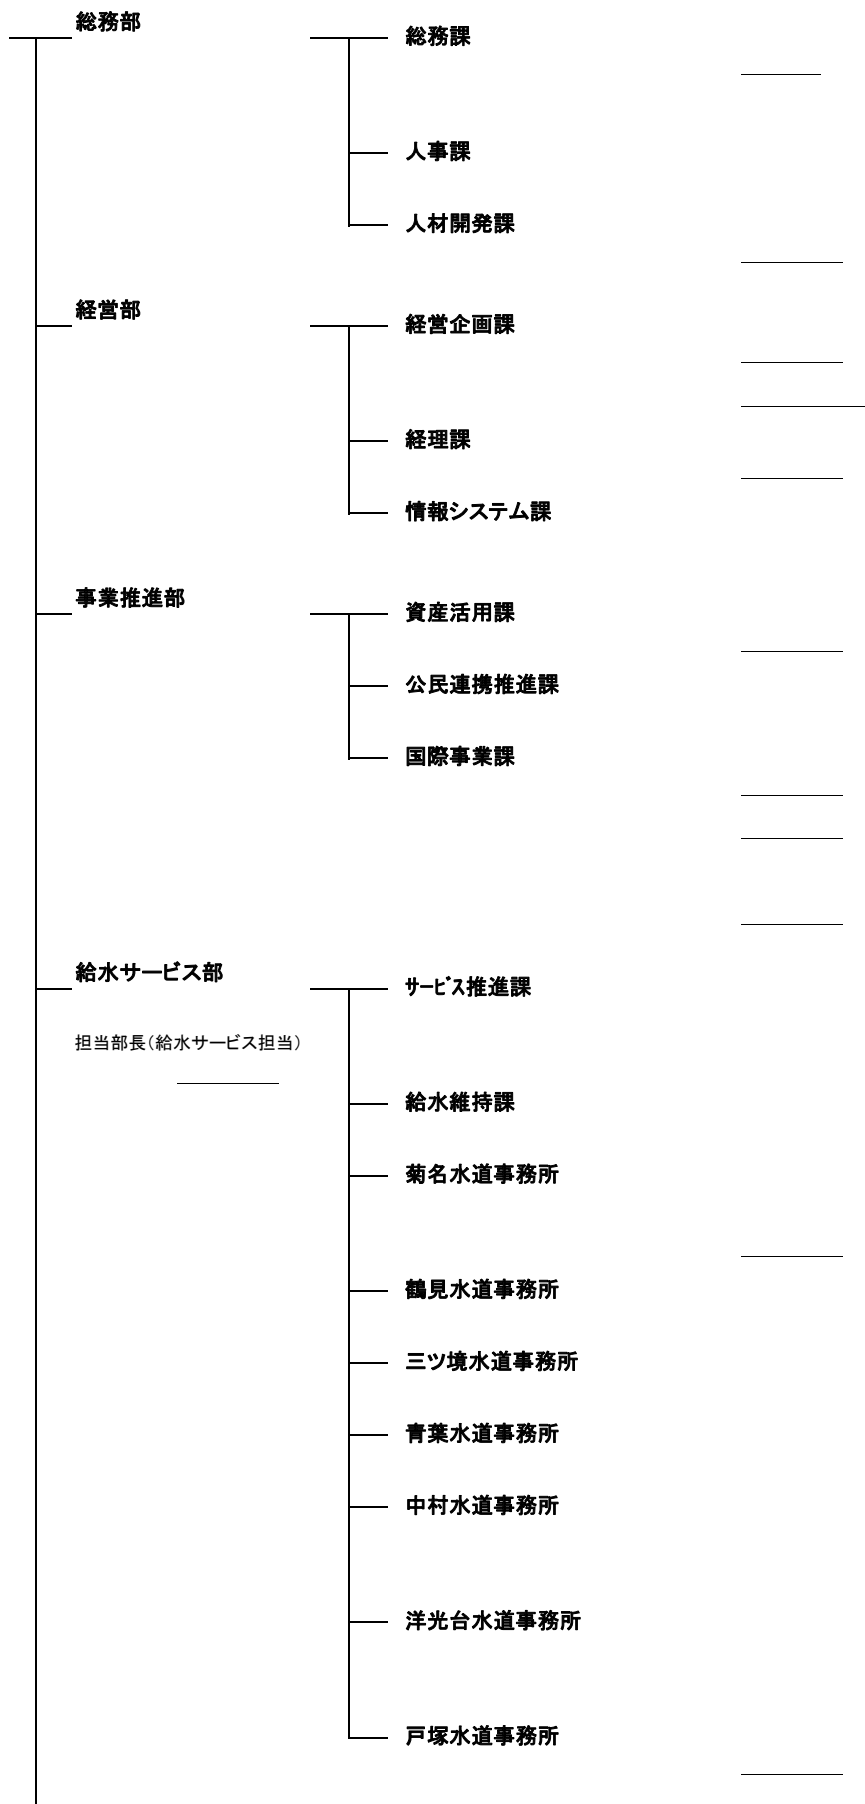 総務部
総務課
人事課
人材開発課
経営部
経営企画課
経理課
情報システム課
事業推進部
資産活用課
公民連携推進課
国際事業課
給水サービス部
サービス推進課
担当部長(給水サービス担当)
給水維持課
菊名水道事務所
鶴見水道事務所
三ツ境水道事務所
青葉水道事務所
中村水道事務所
洋光台水道事務所
戸塚水道事務所